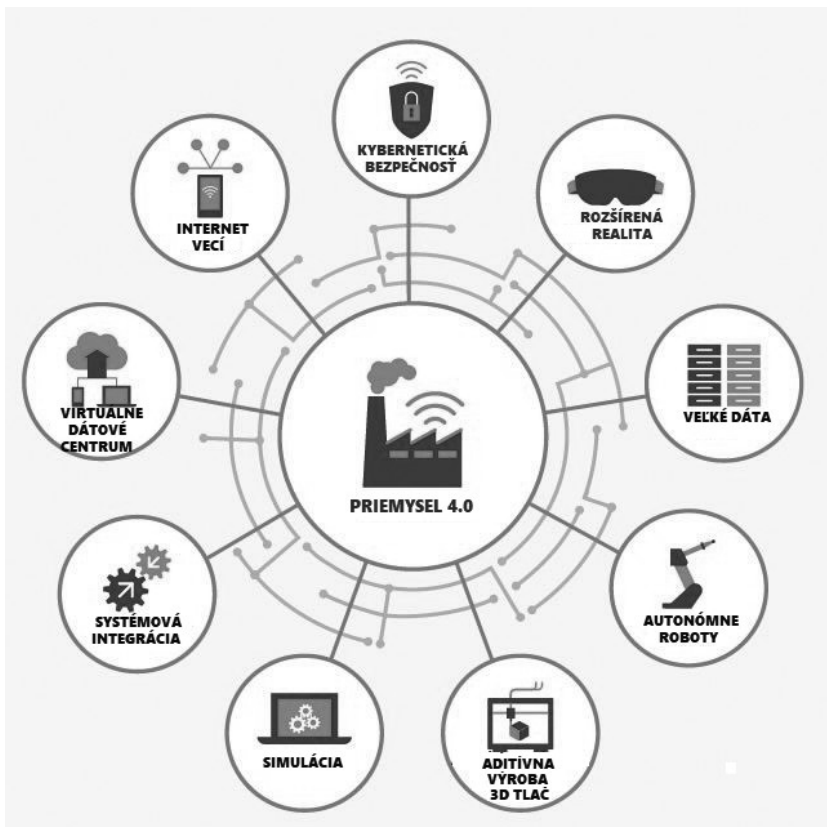 KYBERNETICKÁ
BEZPEČNOSŤ
ROZŠÍRENÁ
REALITA
VEĽKÉ DÁTA
AUTONÓMNE
ROBOTY
ADITÍVNA
VÝROBA
3D TLAČ
SIMULÁCIA
SYSTÉMOVÁ
INTEGRÁCIA
VIRTUALNE
DÁTOVÉ
CENTRUM
INTERNET
VECÍ
PRIEMYSEL 4.0